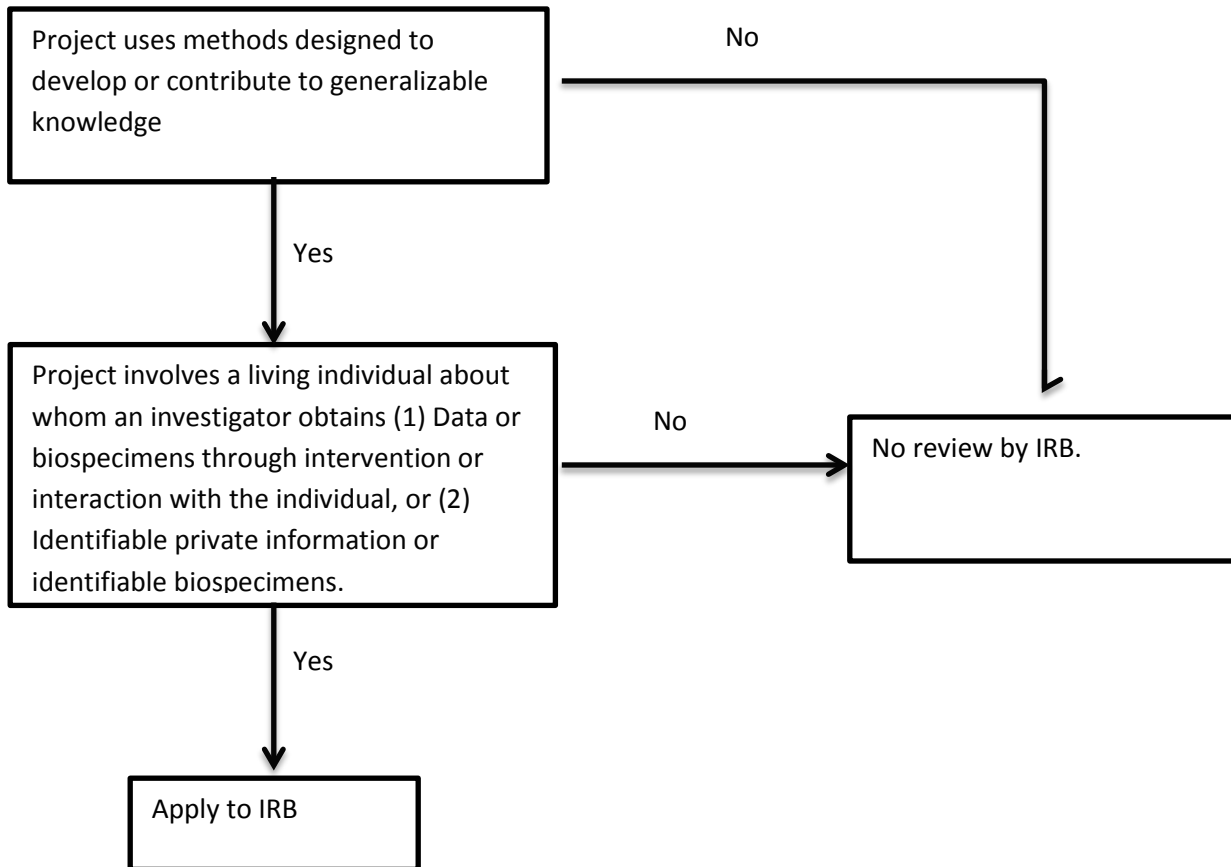 Project uses methods designed to
develop or contribute to generalizable
knowledge
No
Yes
Project involves a living individual about
whom an investigator obtains (1) Data or
biospecimens through intervention or
interaction with the individual, or (2)
Identifiable private information or
identifiable biospecimens.
No
No review by IRB.
Yes
Apply to IRB